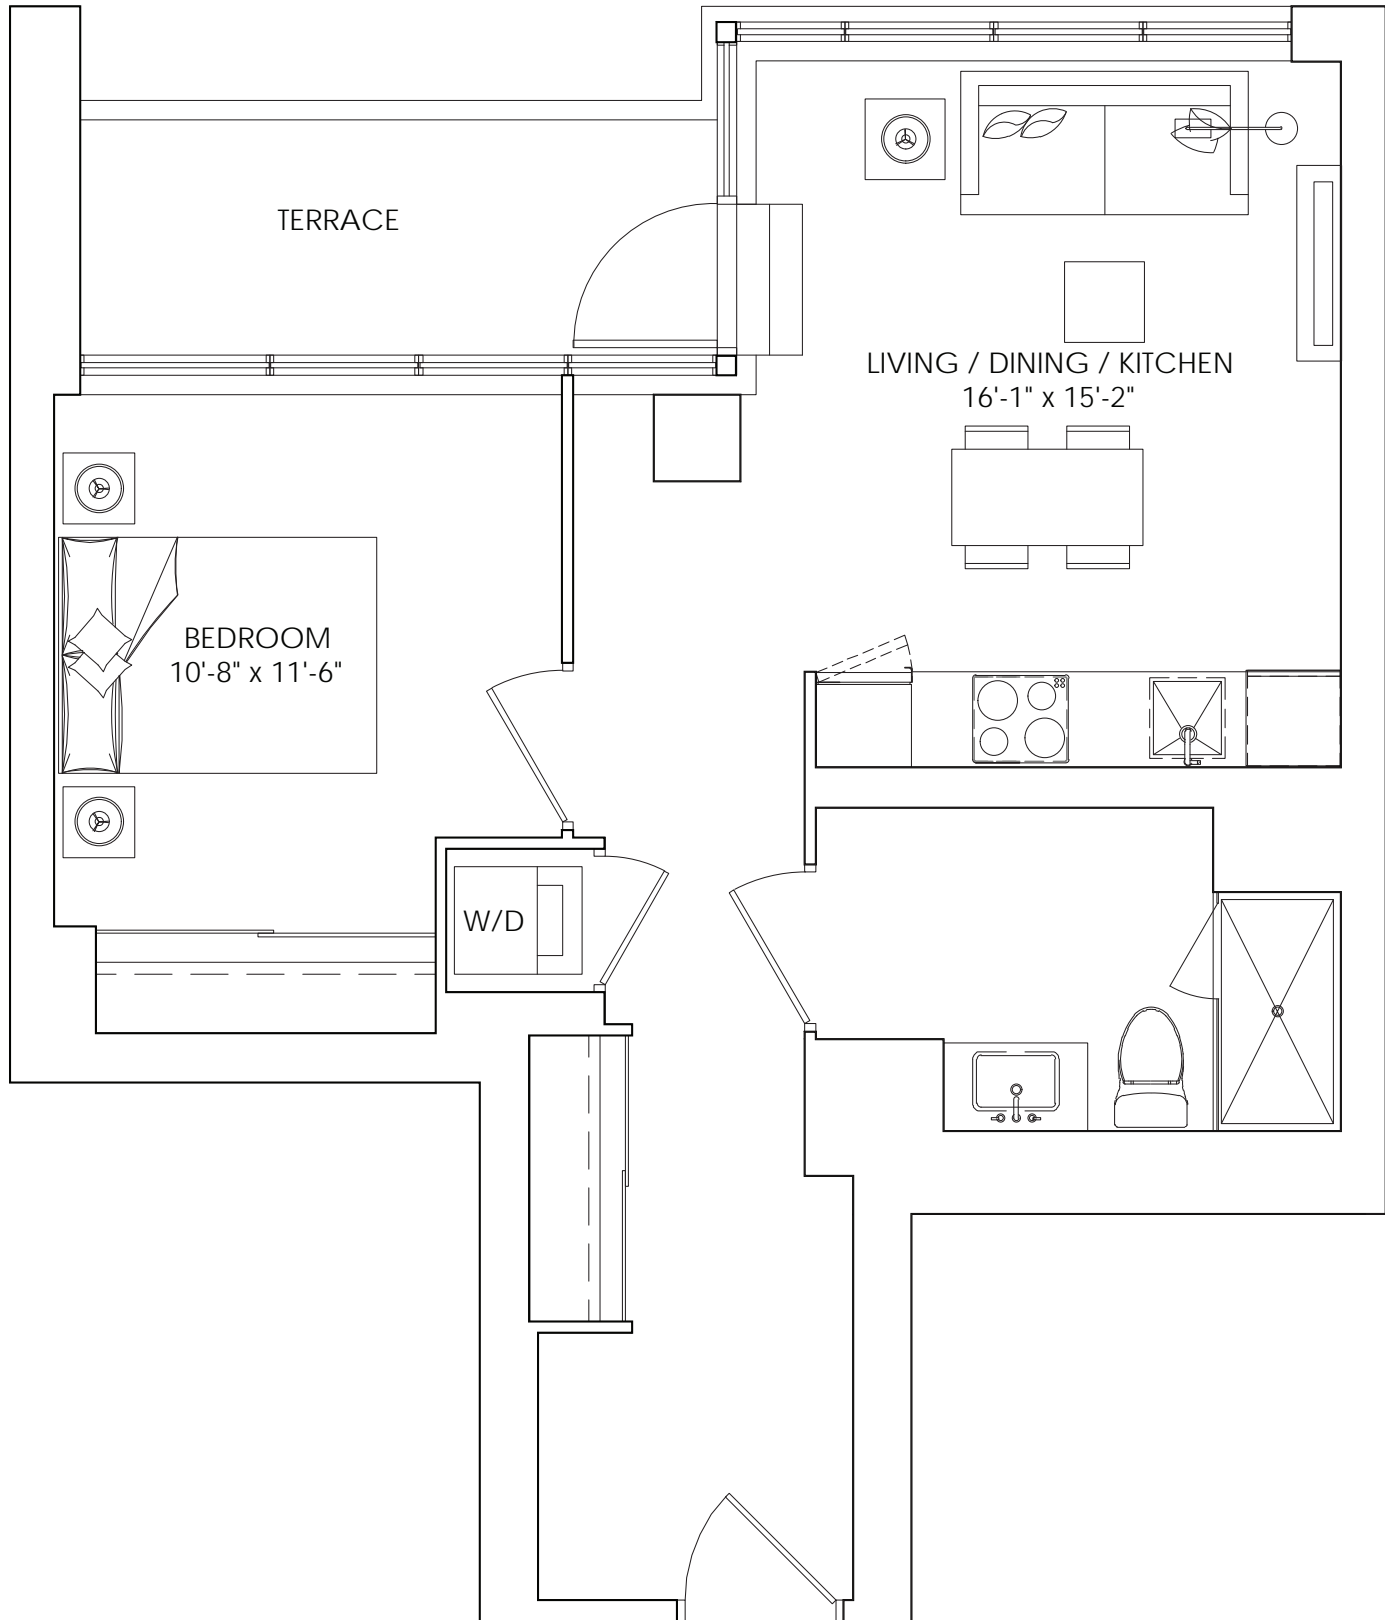 TERRACE
LIVING / DINING / KITCHEN
16'-1" x 15'-2"
BEDROOM
10'-8" x 11'-6"
W/D